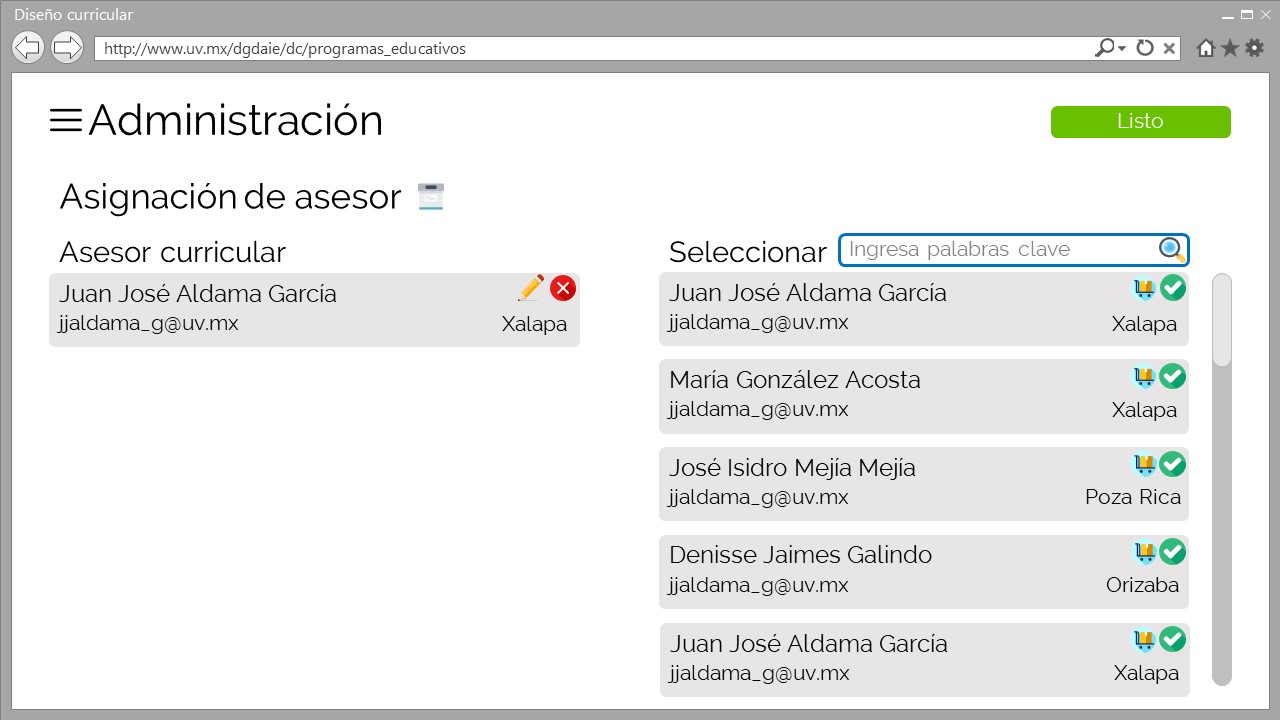 Diseño curricular
http://www.uv.mx/dgdaie/dc/programas_educativos
Administración
Listo
Asignación de asesor
Asesor curricular
Juan José Aldama García
jjaldama_g@uv.mx
Xalapa
Seleccionar
Ingresa palabras clave
Juan José Aldama García
jjaldama_g@uv.mx
Xalapa
María González Acosta
jjaldama_g@uv.mx
Xalapa
José Isidro Mejía Mejía
jjaldama_g@uv.mx
Poza Rica
Denisse Jaimes Galindo
jjaldama_g@uv.mx
Orizaba
Juan José Aldama García
jjaldama_g@uv.mx
Xalapa